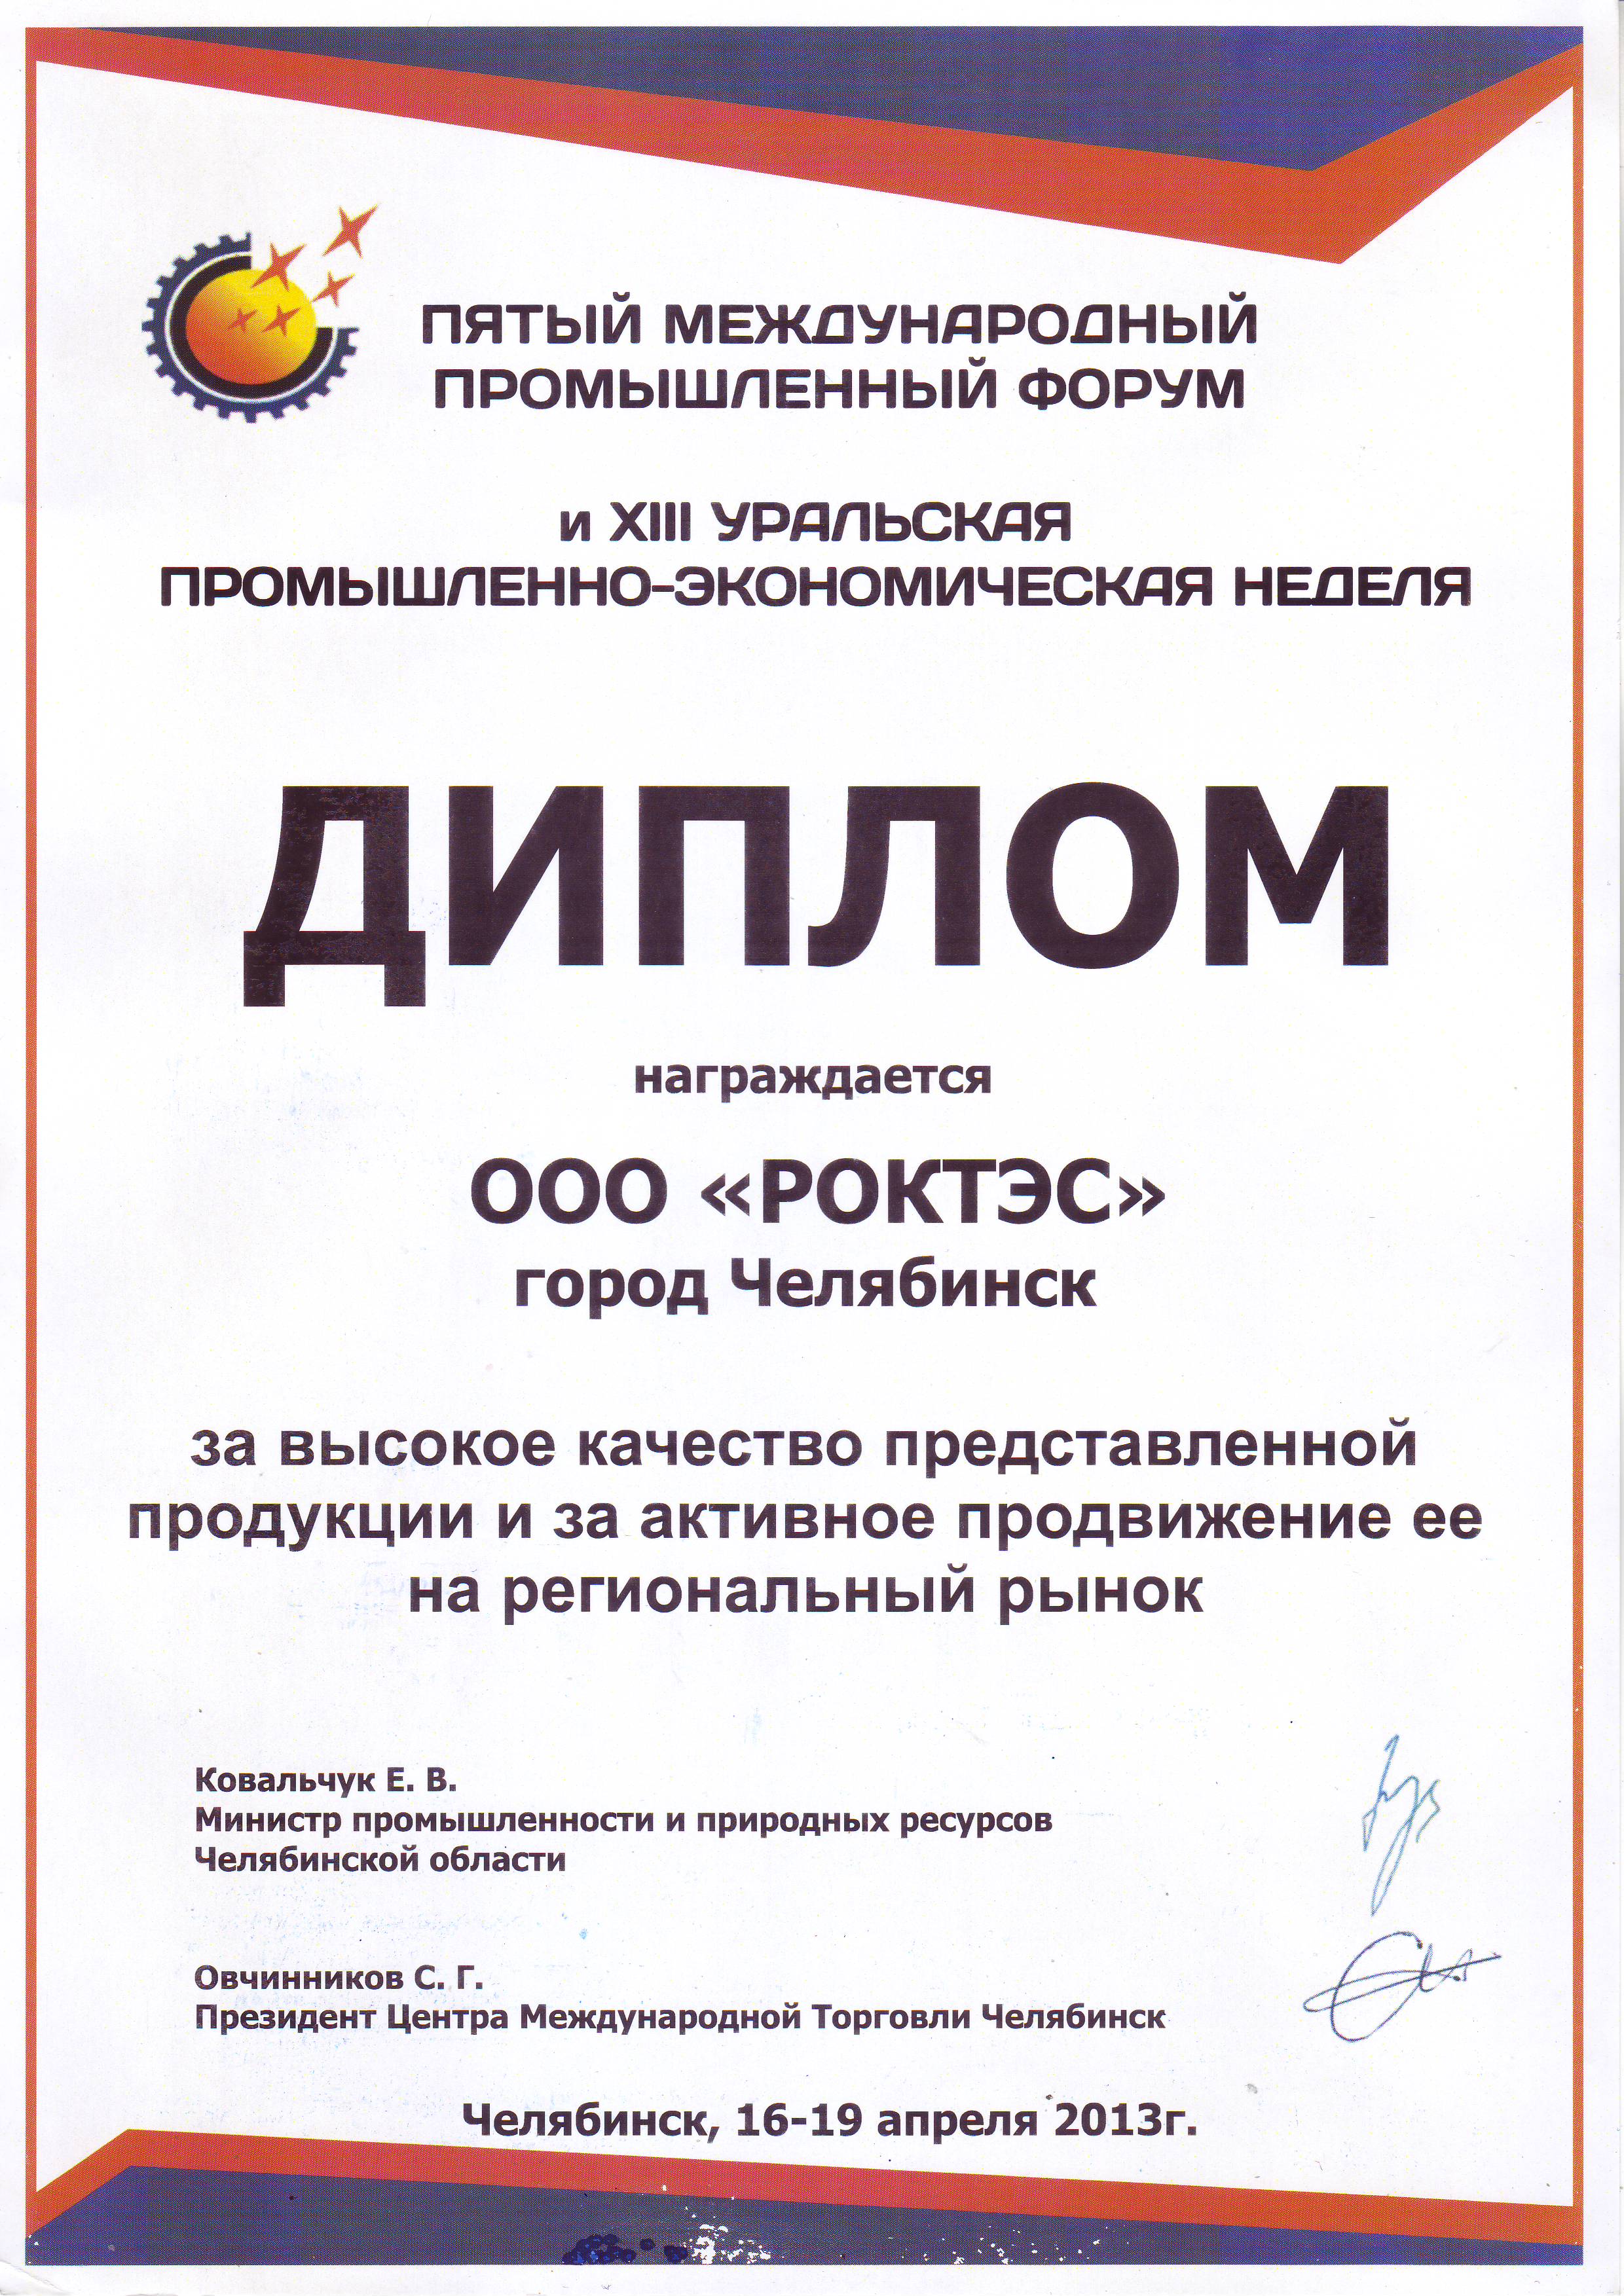 ПЯТЫЙ МЕЖДУНАРОДНЫЙ
ПРОМЫШЛЕННЫЙ ФОРУМ
и XIII УРАЛЬСКАЯ
ПРОМЫШЛЕННО-ЭКОНОМИЧЕСКАЯ НЕДЕЛЯ
ДИПЛОМ
награждается
ООО «РОКТЭС»
город Челябинск
за высокое качество представленной
продукции и за активное продвижение ее
на региональный рынок
Ковальчук Е. В.
Министр промышленности и природных ресурсов
Челябинской области
Овчинников С. Г.
Президент Центра Международной Торговли Челябинск
Челябинск, 16-19 апреля 2013г.